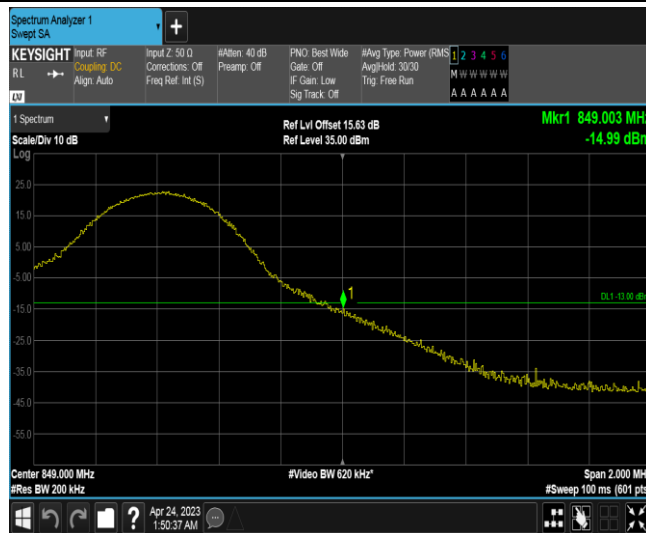 Spectrum Analyzer 1
Swept SA
KEYSIGHT
RL
Input: RF
Coupling: DC
Align: Auto
Input Z: 50 Ω
Corrections: Off
Freq Ref: Int (S)
#Atten: 40 dB
Preamp: Off
PNO: Best Wide
Gate: Off
IF Gain: Low
Sig Track: Off
#Avg Type: Power (RMS
Avg|Hold: 30/30
Trig: Free Run
1 2 3 4 5 6
M W W W W W
A A A A A A
1 Spectrum
Scale/Div 10 dB
Log
Ref Lvl Offset 15.63 dB
Ref Level 35.00 dBm
Mkr1 849.003 MHz
-14.99 dBm
25.0
15.0
5.00
-5.00
-15.0
-25.0
-35.0
-45.0
-55.0
1
DL1 -13.00 dBm
Center 849.000 MHz
#Res BW 200 kHz
#Video BW 620 kHz*
Span 2.000 MHz
#Sweep 100 ms (601 pts
?
Apr 24, 2023
1:50:37 AM